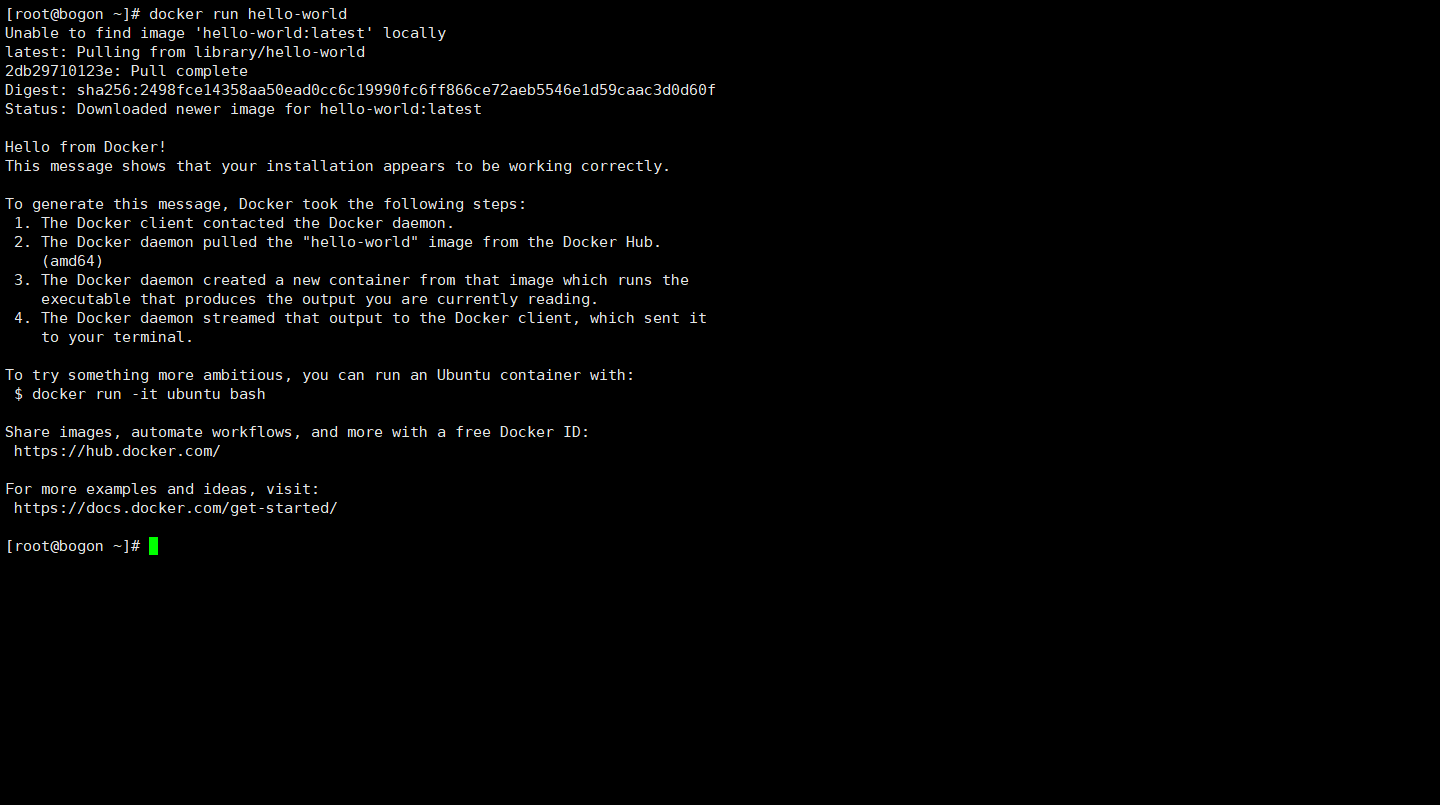 [root@bogon ~]# docker run hello-world
Unable to find image 'hello-world:latest' locally
latest: Pulling from library/hello-world
2db29710123e: Pull complete
Digest: sha256:2498fce14358aa50ead0cc6c19990fc6ff866ce72aeb5546e1d59caac3d0d60f
Status: Downloaded newer image for hello-world:latest

Hello from Docker!
This message shows that your installation appears to be working correctly.

To generate this message, Docker took the following steps:
 1. The Docker client contacted the Docker daemon.
 2. The Docker daemon pulled the "hello-world" image from the Docker Hub.
    (amd64)
 3. The Docker daemon created a new container from that image which runs the
    executable that produces the output you are currently reading.
 4. The Docker daemon streamed that output to the Docker client, which sent it
    to your terminal.

To try something more ambitious, you can run an Ubuntu container with:
 $ docker run -it ubuntu bash

Share images, automate workflows, and more with a free Docker ID:
 https://hub.docker.com/

For more examples and ideas, visit:
 https://docs.docker.com/get-started/

[root@bogon ~]#